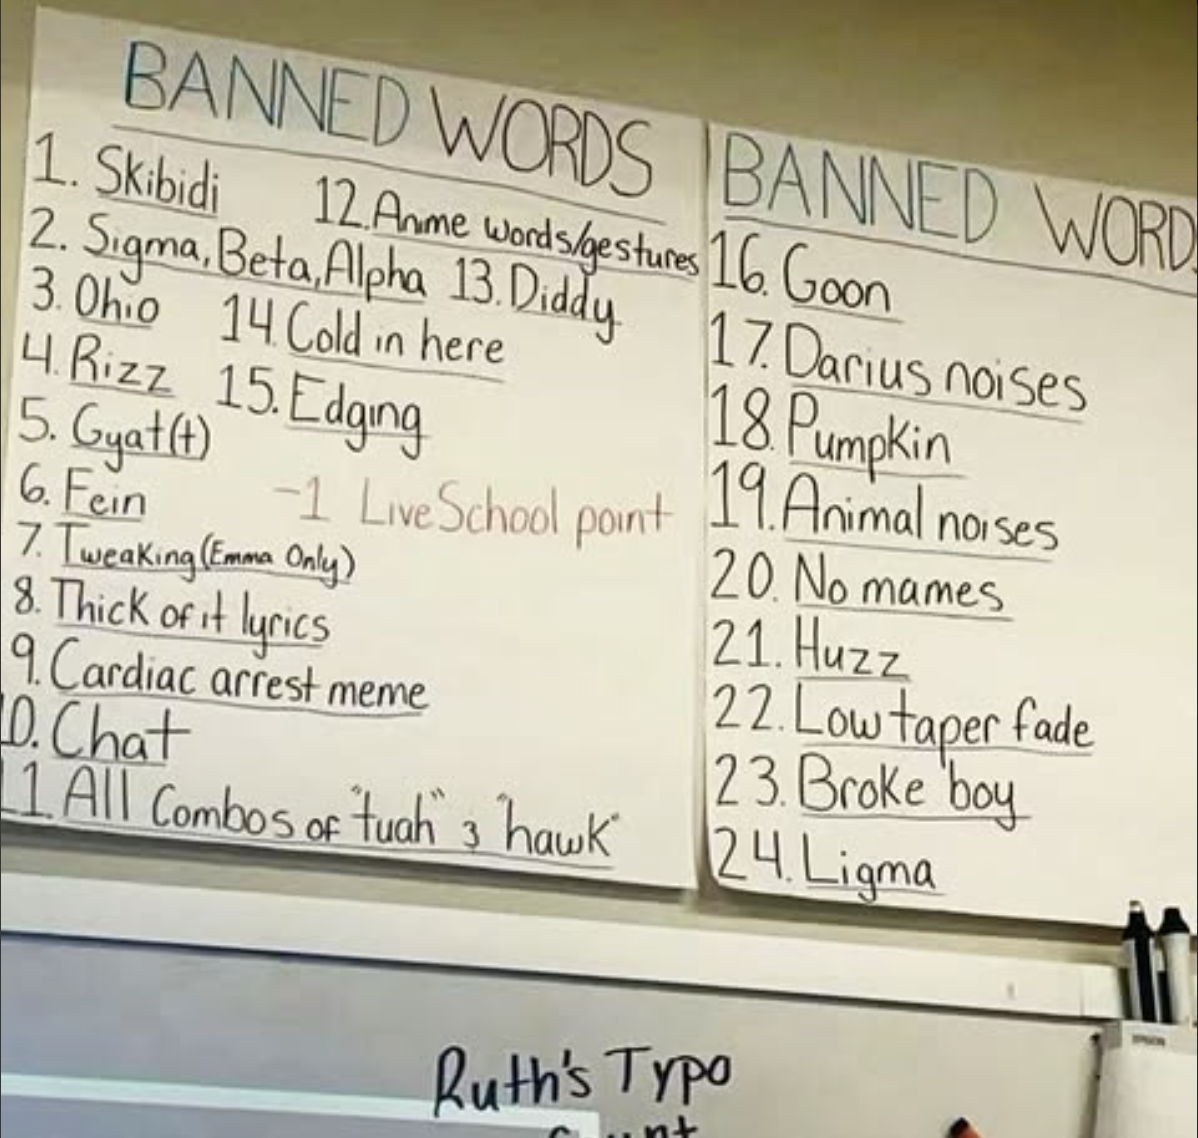 BANNED WORDS
1. Skibidi
2. Sigma, Beta, Alpha
3. Ohio
4. Rizz
5. Gyat(t)
6. Fein
7. Tweaking (Emma Only)
8. Thick of it lyrics
9. Cardiac arrest meme
10. Chat
11. All Combos of "tuah" & "hawk"
12. Anime words/gestures
13. Diddy
14. Cold in here
15. Edging
-1 LiveSchool point
BANNED WORDS
16. Goon
17. Darius noises
18. Pumpkin
19. Animal noises
20. No mames
21. Huzz
22. Low taper fade
23. Broke boy
24. Ligma
EPSON
Ruth's Typo
Count